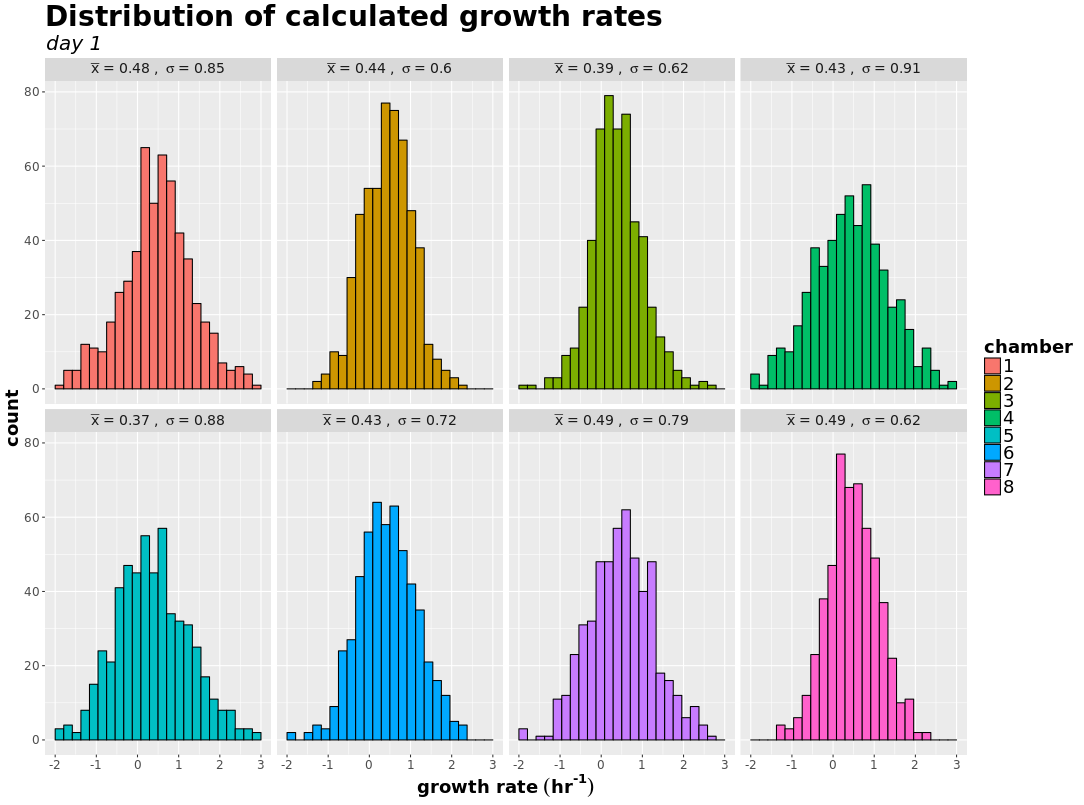 Distribution of calculated growth rates
day 1
x̅ = 0.48 , σ = 0.85
x̅ = 0.44 , σ = 0.6
x̅ = 0.39 , σ = 0.62
x̅ = 0.43 , σ = 0.91
80
60
40
20
0
x̅ = 0.37 , σ = 0.88
x̅ = 0.43 , σ = 0.72
x̅ = 0.49 , σ = 0.79
x̅ = 0.49 , σ = 0.62
80
60
40
20
0
-2 -1 0 1 2 3
-2 -1 0 1 2 3
-2 -1 0 1 2 3
-2 -1 0 1 2 3
count
growth rate (hr⁻¹)
chamber
1
2
3
4
5
6
7
8